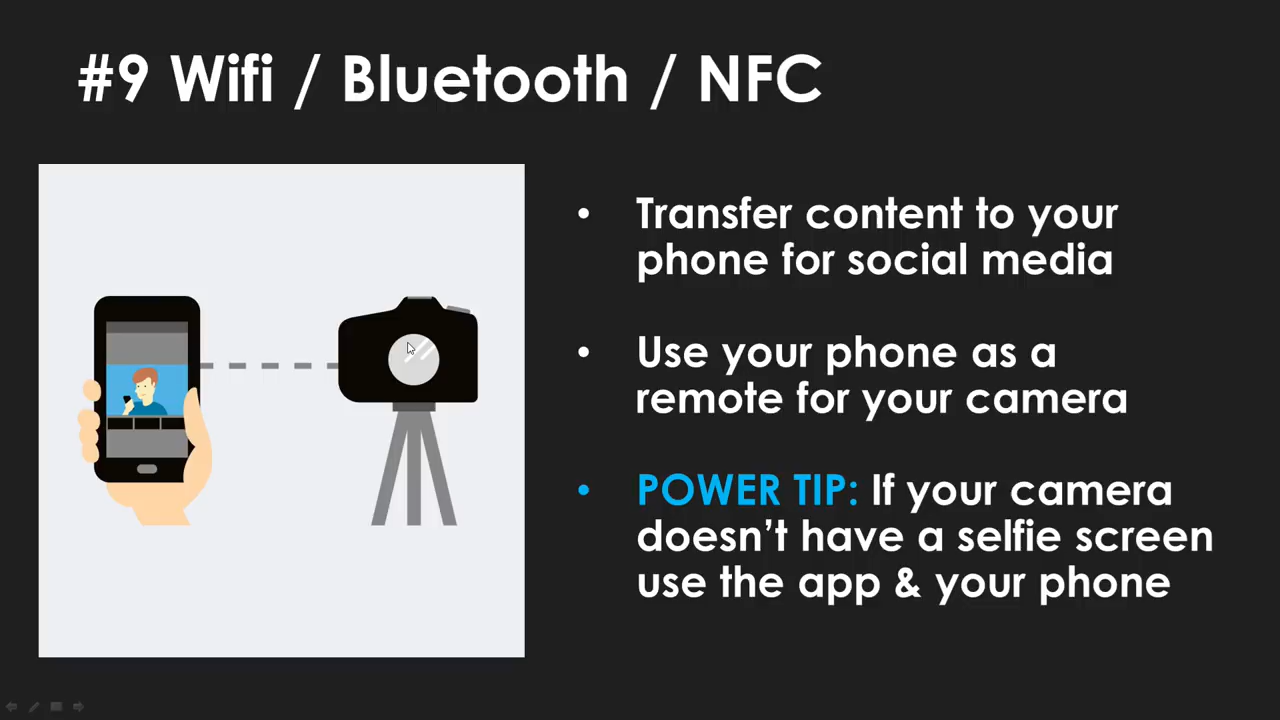 #9 Wifi / Bluetooth / NFC
• Transfer content to your
phone for social media
• Use your phone as a
remote for your camera
• POWER TIP: If your camera
doesn’t have a selfie screen
use the app & your phone